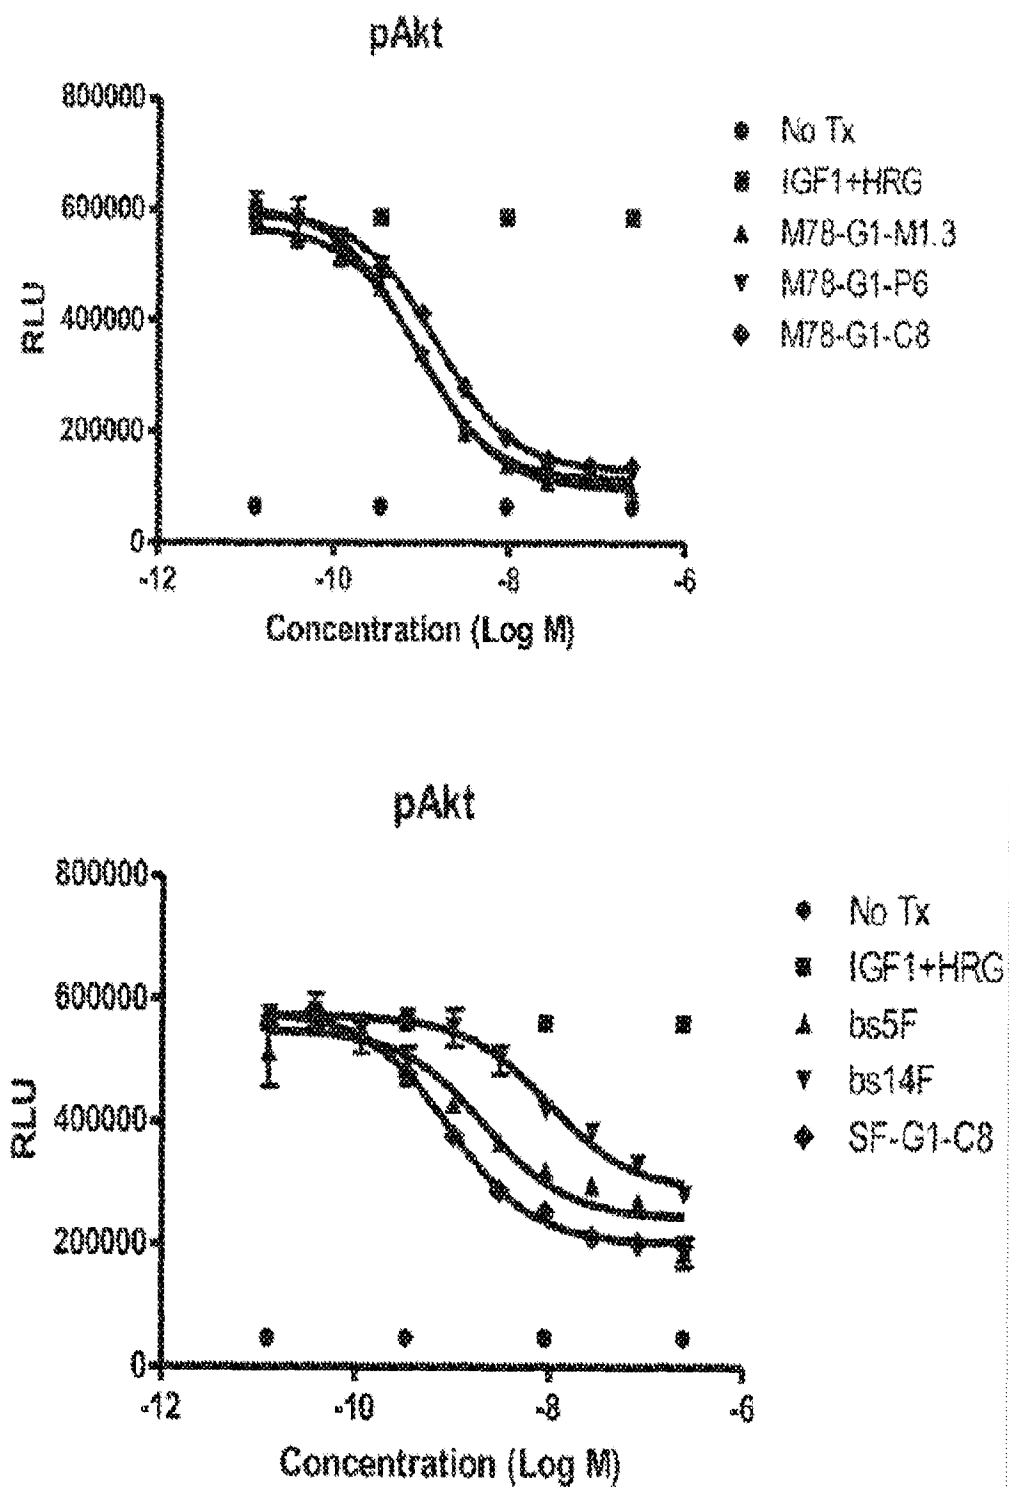 pAkt
800000
600000
400000
200000
0
RLU
-12
-10
-8
-6
Concentration (Log M)
No Tx
IGF1+HRG
M78-G1-M1.3
M78-G1-P6
M78-G1-C8
pAkt
800000
600000
400000
200000
0
RLU
-12
-10
-8
-6
Concentration (Log M)
No Tx
IGF1+HRG
bs5F
bs14F
SF-G1-C8